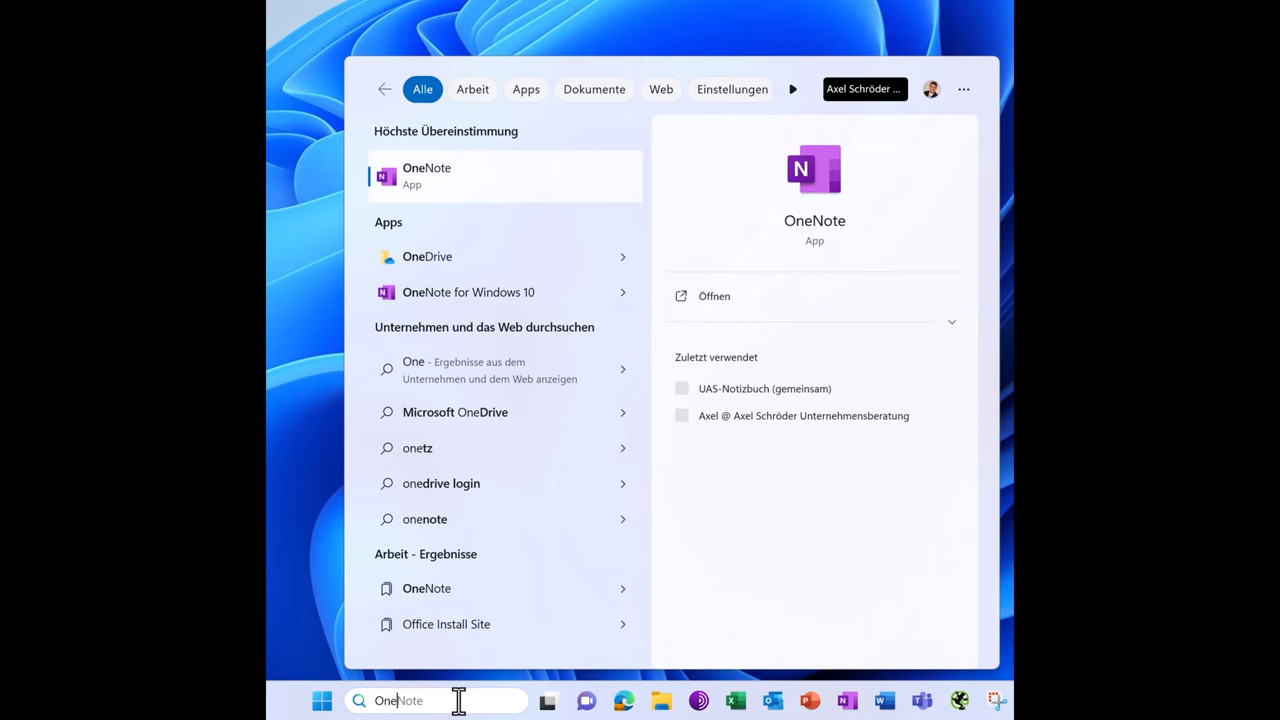 Alle Arbeit Apps Dokumente Web Einstellungen Axel Schröder ...
Höchste Übereinstimmung
OneNote
App
Apps
OneDrive
OneNote for Windows 10
Unternehmen und das Web durchsuchen
One - Ergebnisse aus dem
Unternehmen und dem Web anzeigen
Microsoft OneDrive
onetz
onedrive login
onenote
Arbeit - Ergebnisse
OneNote
Office Install Site
N
OneNote
App
Öffnen
Zuletzt verwendet
UAS-Notizbuch (gemeinsam)
Axel @ Axel Schröder Unternehmensberatung
OneNote